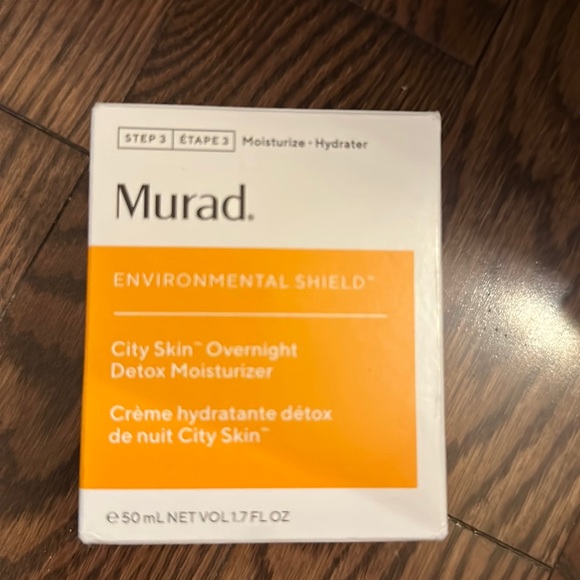 STEP 3 ÉTAPE 3 Moisturize • Hydrater
Murad.
ENVIRONMENTAL SHIELD™
City Skin™ Overnight
Detox Moisturizer
Crème hydratante détox
de nuit City Skin™
℮ 50 mL NET VOL 1.7 FL OZ